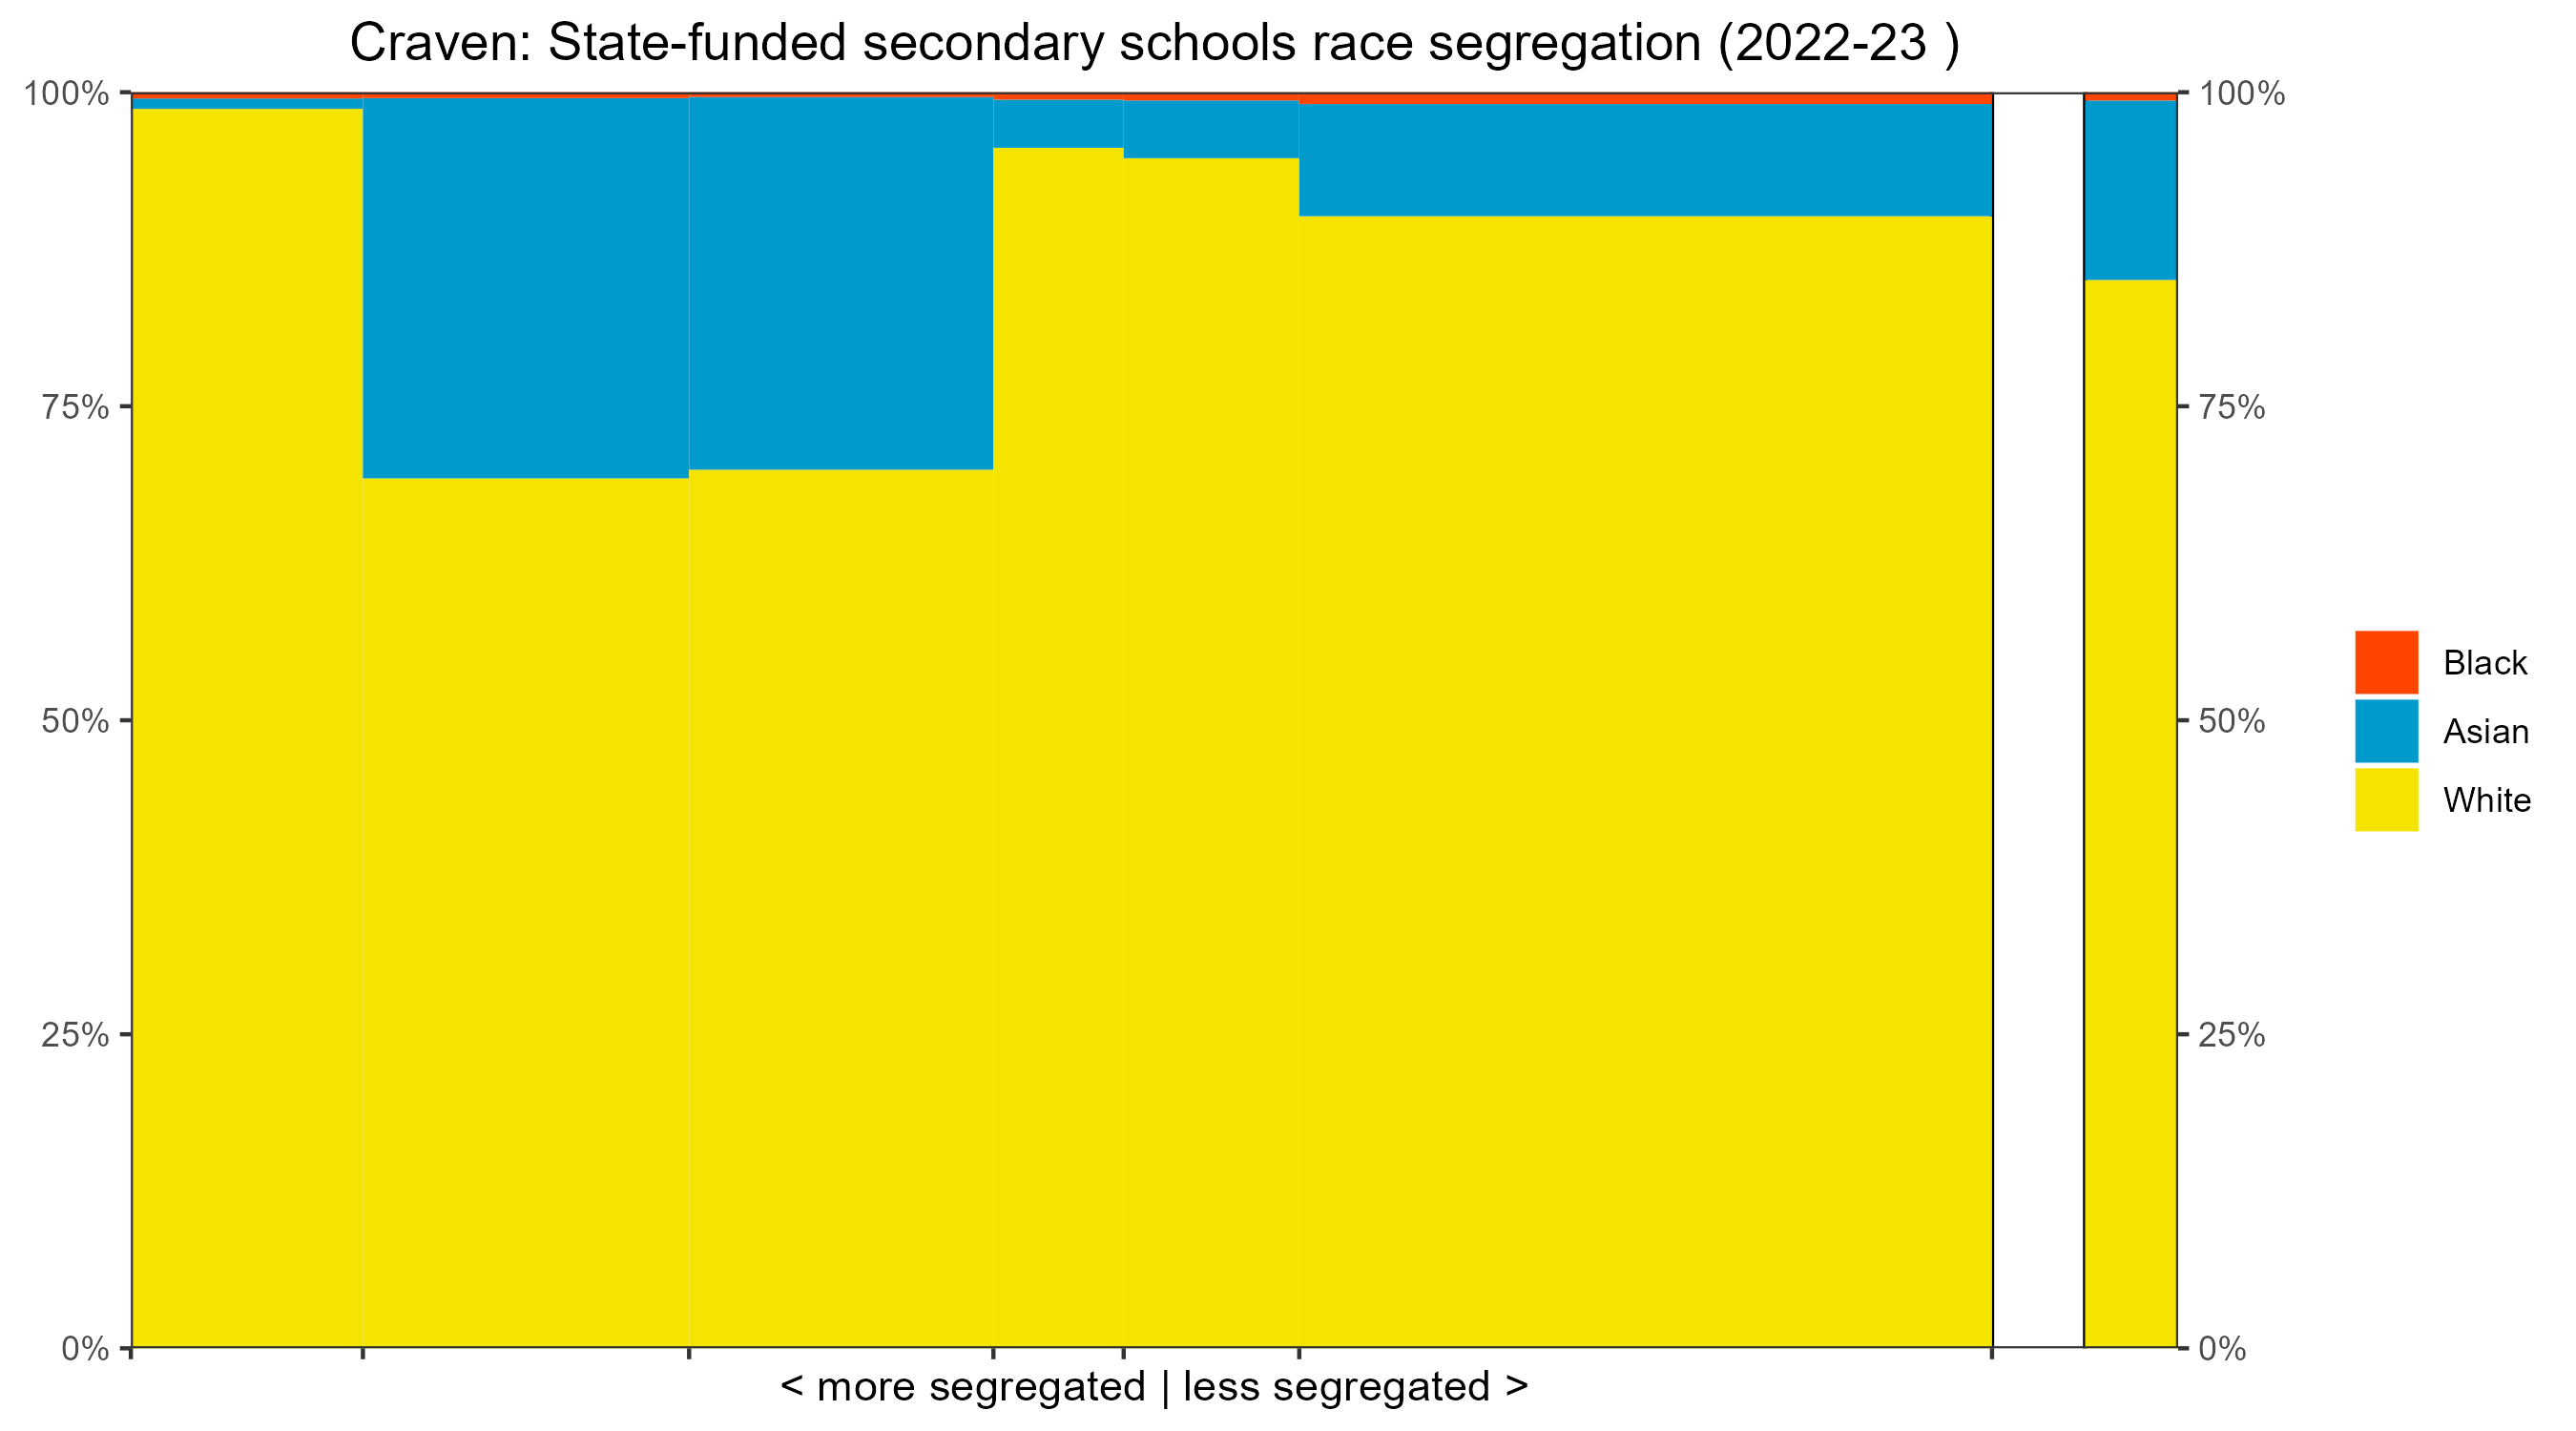 Craven: State-funded secondary schools race segregation (2022-23 )
100%
75%
50%
25%
0%
100%
75%
50%
25%
0%
Black
Asian
White
< more segregated | less segregated >